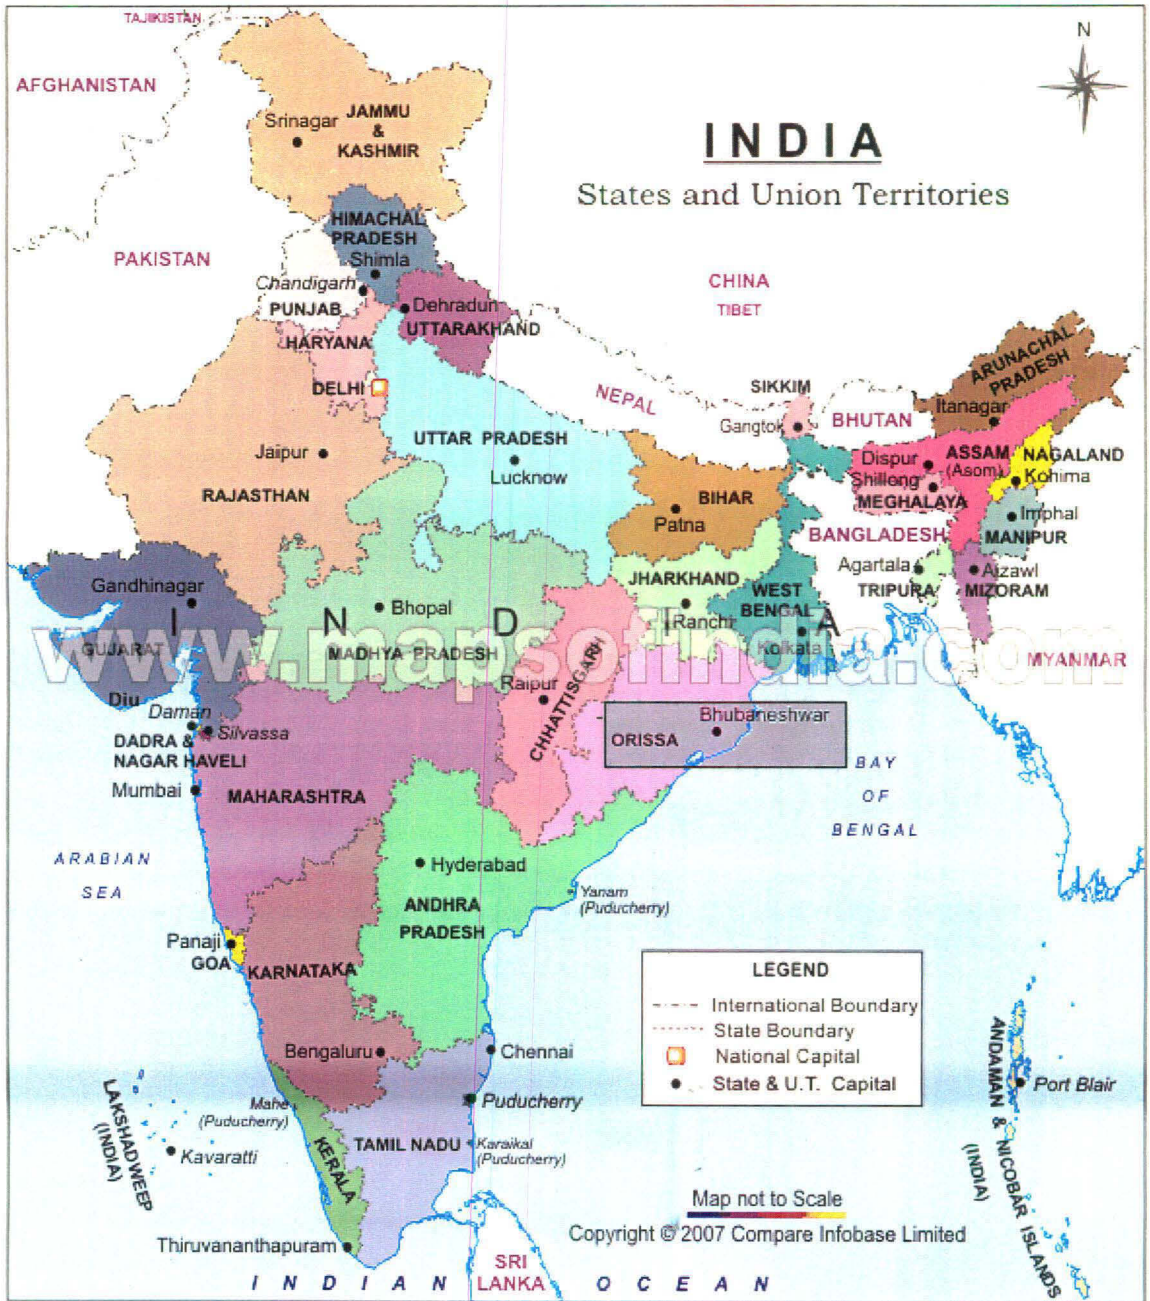 TAJIKISTAN
AFGHANISTAN
N
INDIA
States and Union Territories
Srinagar
JAMMU
&
KASHMIR
HIMACHAL
PRADESH
Shimla
PAKISTAN
Chandigarh
PUNJAB
Dehradun
UTTARAKHAND
CHINA
TIBET
HARYANA
DELHI
NEPAL
SIKKIM
Gangtok
BHUTAN
ARUNACHAL
PRADESH
Itanagar
UTTAR PRADESH
Lucknow
Jaipur
RAJASTHAN
BIHAR
Patna
Dispur
ASSAM
(Asom)
NAGALAND
Kohima
Shillong
MEGHALAYA
BANGLADESH
Imphal
MANIPUR
Agartala
TRIPURA
Aizawl
MIZORAM
JHARKHAND
Ranchi
WEST
BENGAL
Kolkata
Gandhinagar
GUJARAT
Bhopal
MADHYA PRADESH
I N D I A
www.mapsofindia.com
MYANMAR
Diu
Daman
Silvassa
DADRA &
NAGAR HAVELI
Raipur
CHHATTISGARH
Bhubaneshwar
ORISSA
BAY
OF
BENGAL
Mumbai
MAHARASHTRA
ARABIAN
SEA
Hyderabad
ANDHRA
PRADESH
Yanam
(Puducherry)
Panaji
GOA
KARNATAKA
LEGEND
International Boundary
State Boundary
National Capital
State & U.T. Capital
Bengaluru
Chennai
Mahe
(Puducherry)
Puducherry
LAKSHADWEEP
(INDIA)
Kavaratti
KERALA
TAMIL NADU
Karaikal
(Puducherry)
ANDAMAN & NICOBAR ISLANDS
(INDIA)
Port Blair
Thiruvananthapuram
Map not to Scale
Copyright © 2007 Compare Infobase Limited
SRI
LANKA
INDIAN OCEAN